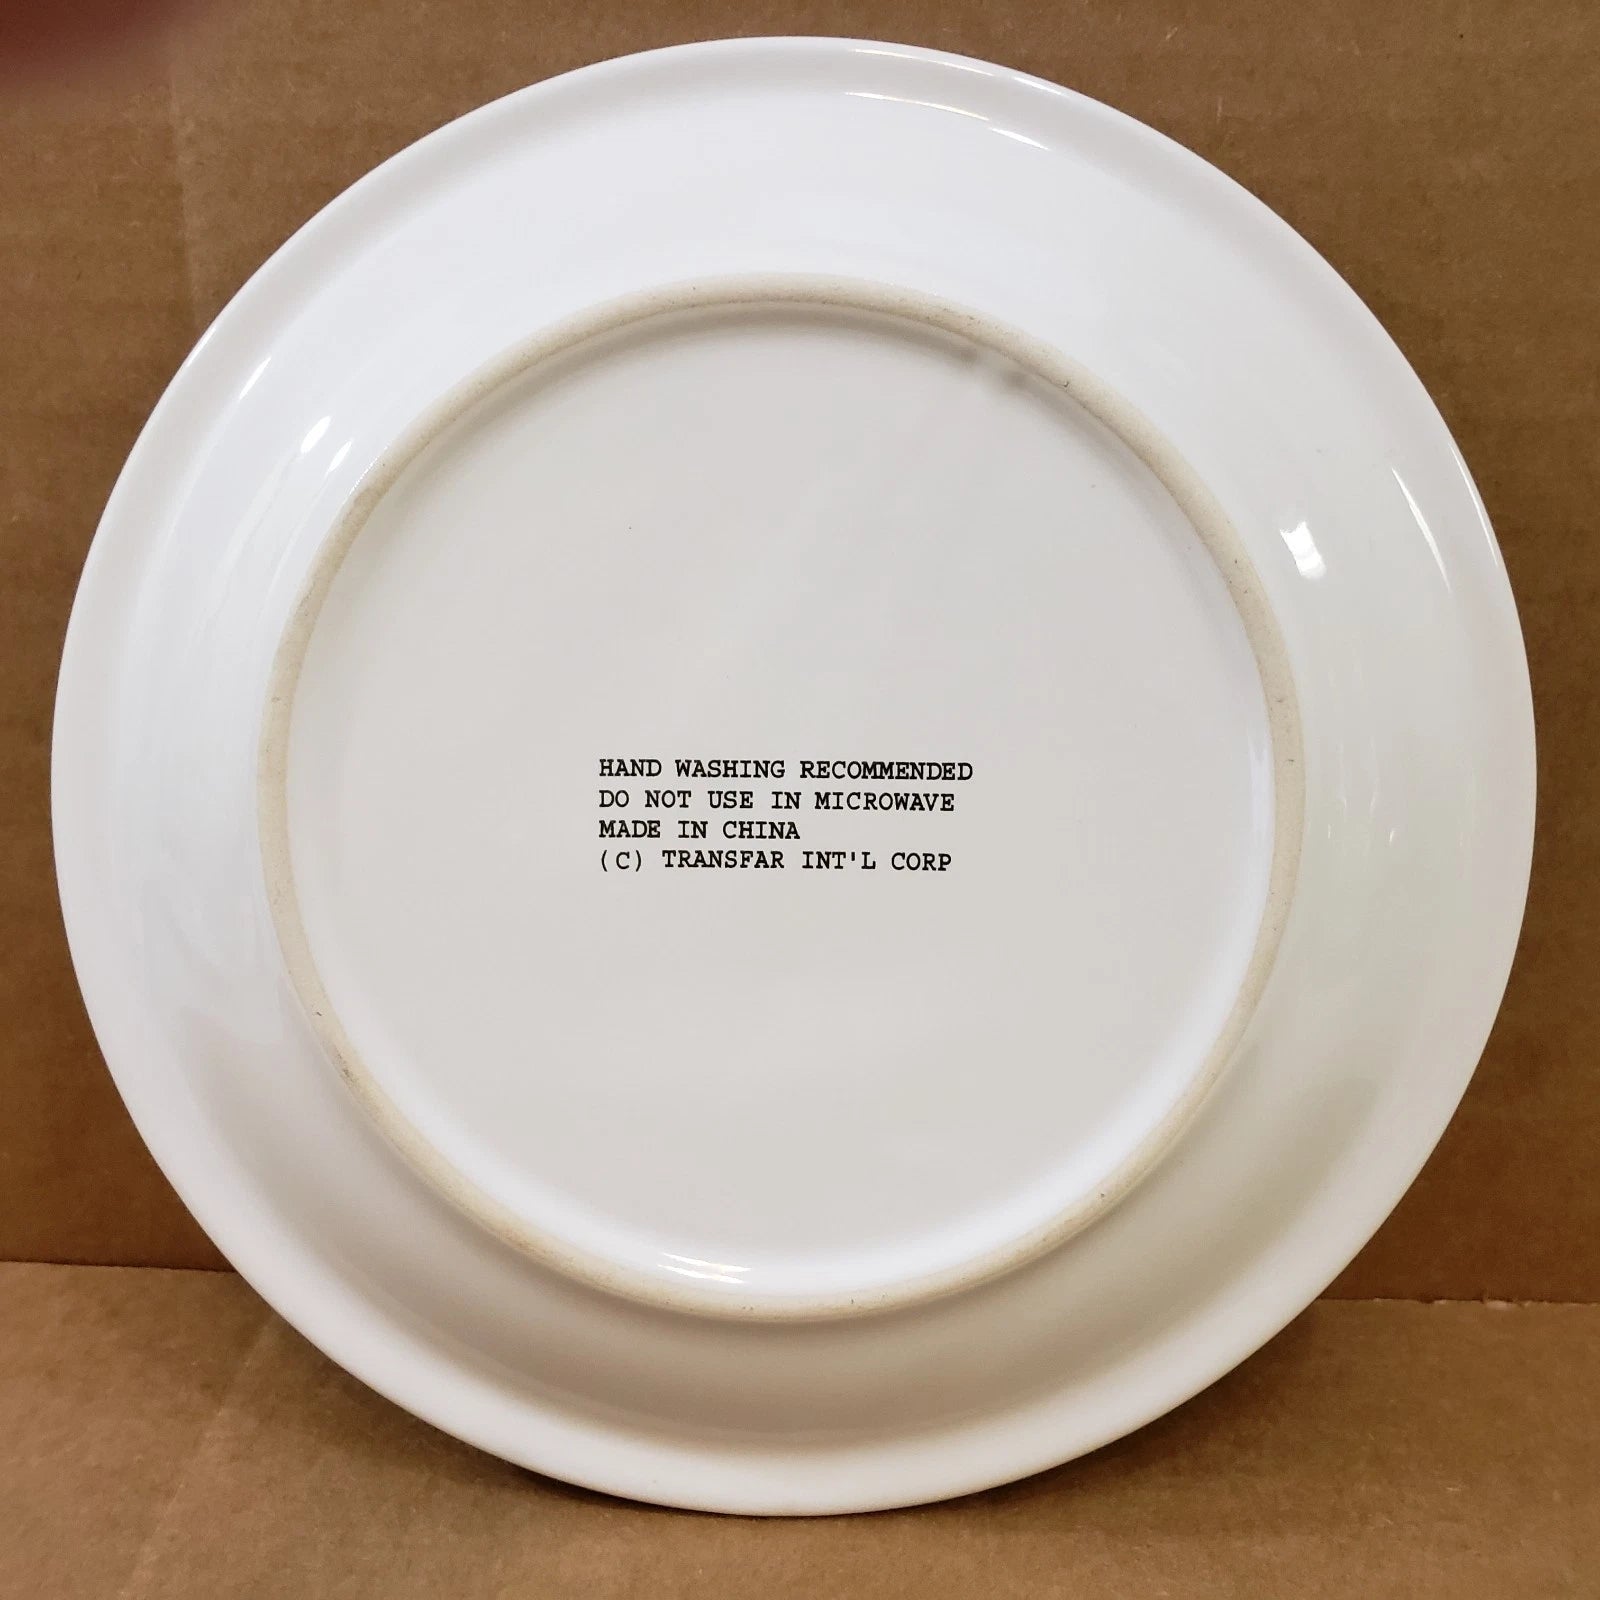 HAND WASHING RECOMMENDED
DO NOT USE IN MICROWAVE
MADE IN CHINA
(C) TRANSFAR INT'L CORP